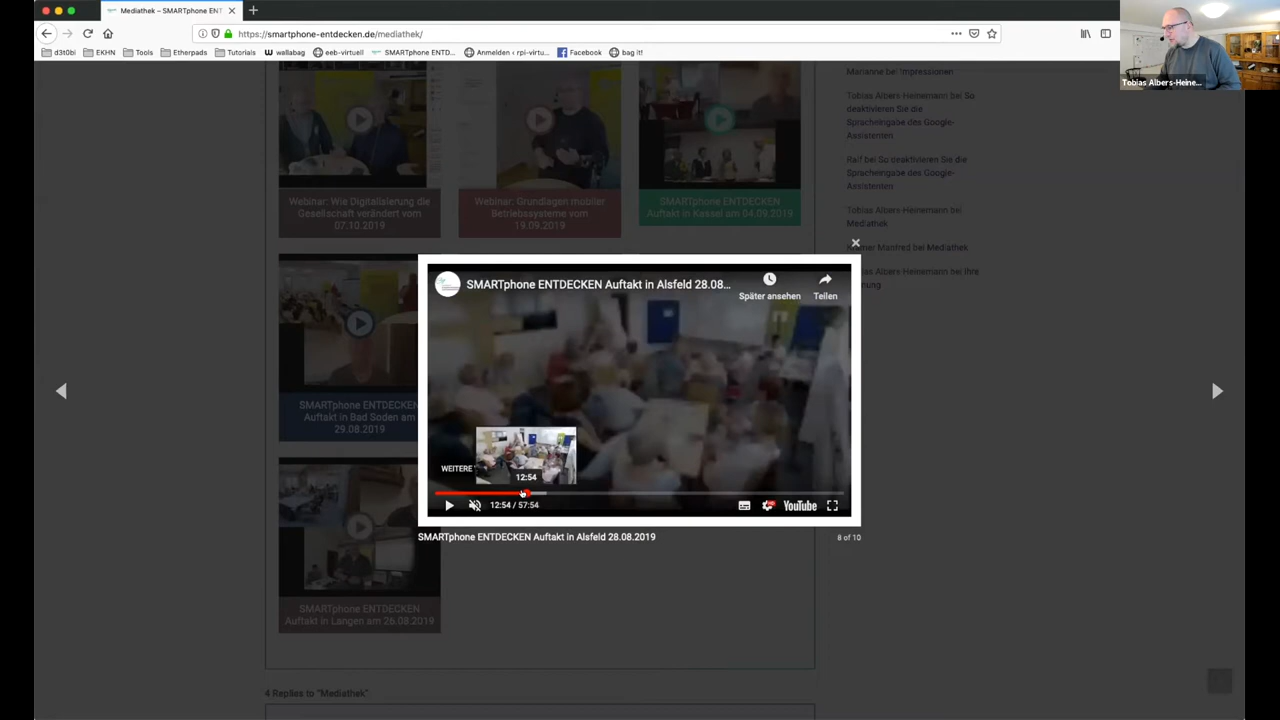 Mediathek – SMARTphone ENT
https://smartphone-entdecken.de/mediathek/
d3t0bi
EKHN
Tools
Etherpads
Tutorials
wallabag
eeb-virtuell
SMARTphone ENTD...
Anmelden ‹ rpi-virtu...
Facebook
bag it!
Tobias Albers-Heine...
Marianne bei Impressionen
Tobias Albers-Heinemann bei So
deaktivieren Sie die
Spracheingabe des Google-
Assistenten
Ralf bei So deaktivieren Sie die
Spracheingabe des Google-
Assistenten
Tobias Albers-Heinemann bei
Mediathek
Kramer Manfred bei Mediathek
Tobias Albers-Heinemann bei Ihre
Webinar: Wie Digitalisierung die
Gesellschaft verändert vom
07.10.2019
Webinar: Grundlagen mobiler
Betriebssysteme vom
19.09.2019
SMARTphone ENTDECKEN
Auftakt in Kassel am 04.09.2019
SMARTphone ENTDECKEN
Auftakt in Bad Soden am
29.08.2019
SMARTphone ENTDECKEN Auftakt in Alsfeld 28.08...
Später ansehen
Teilen
WEITERE
12:54
12:54 / 57:54
YouTube
SMARTphone ENTDECKEN Auftakt in Alsfeld 28.08.2019
8 of 10
SMARTphone ENTDECKEN
Auftakt in Langen am 26.08.2019
4 Replies to "Mediathek"